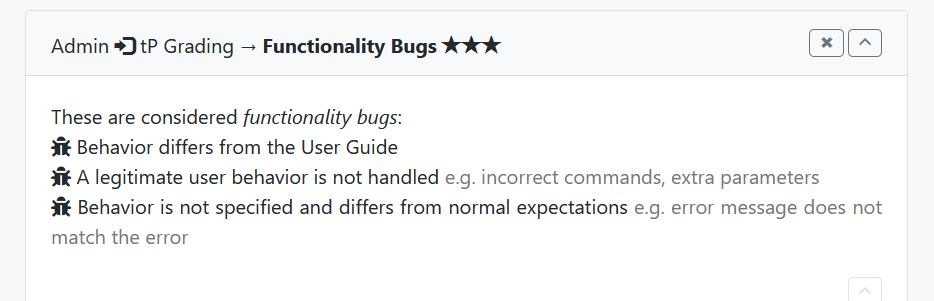 Admin tP Grading → Functionality Bugs ★★★
These are considered functionality bugs:
Behavior differs from the User Guide
A legitimate user behavior is not handled e.g. incorrect commands, extra parameters
Behavior is not specified and differs from normal expectations e.g. error message does not
match the error